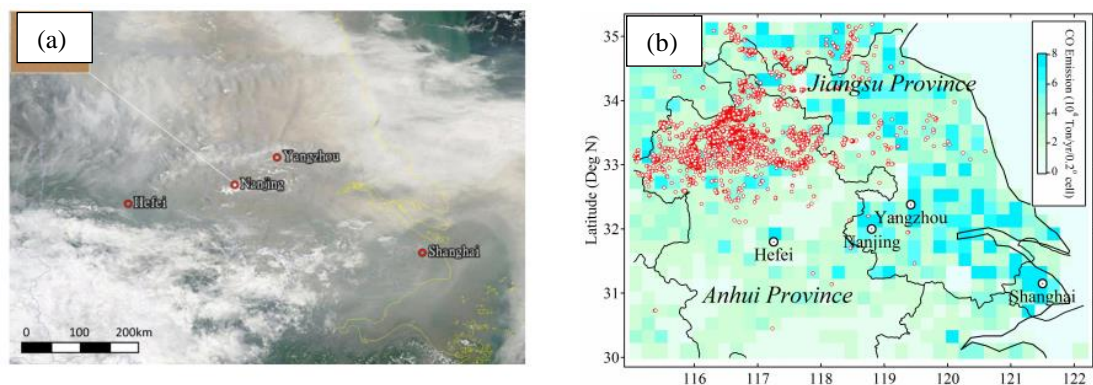 (a)
Yangzhou
Nanjing
Hefei
Shanghai
0 100 200km
(b)
Latitude (Deg N)
35
34
33
32
31
30
116 117 118 119 120 121 122
Jiangsu Province
Yangzhou
Nanjing
Hefei
Anhui Province
Shanghai
CO Emission (10⁴ Ton/yr/0.2° cell)
8
6
4
2
0